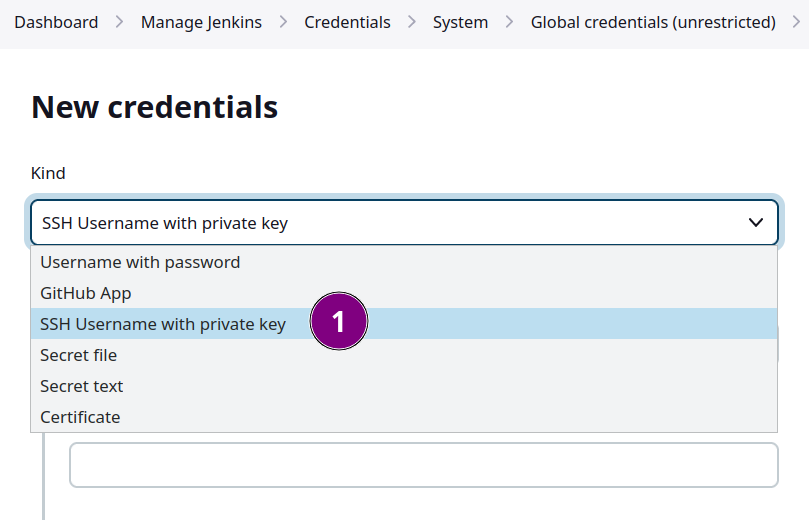 Dashboard > Manage Jenkins > Credentials > System > Global credentials (unrestricted) >
New credentials
Kind
SSH Username with private key
Username with password
GitHub App
SSH Username with private key 1
Secret file
Secret text
Certificate